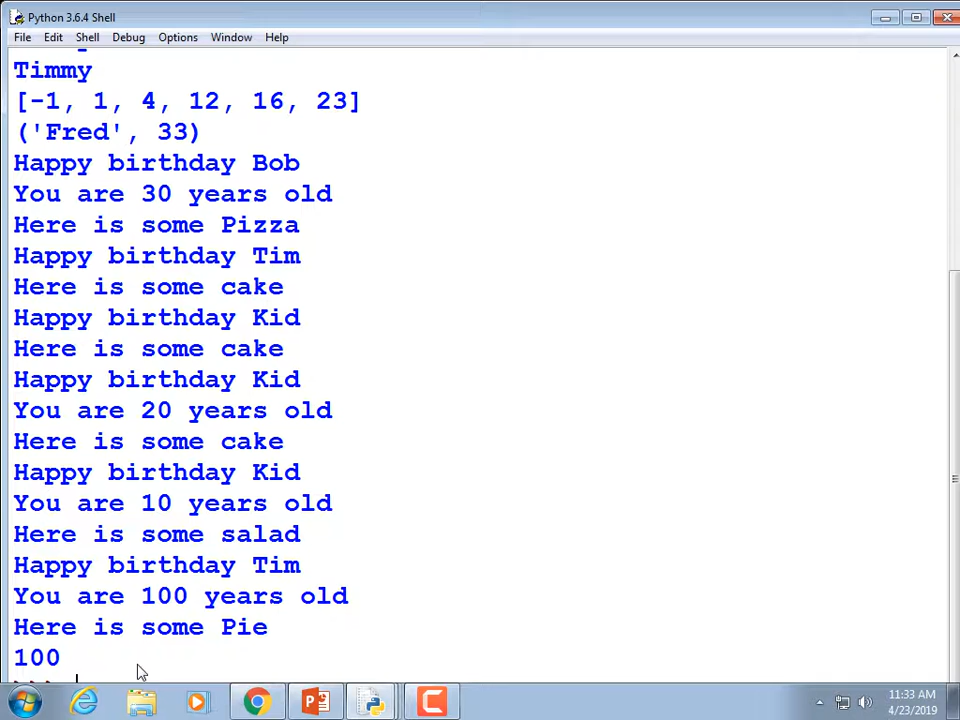 Python 3.6.4 Shell
File Edit Shell Debug Options Window Help
Timmy
[-1, 1, 4, 12, 16, 23]
('Fred', 33)
Happy birthday Bob
You are 30 years old
Here is some Pizza
Happy birthday Tim
Here is some cake
Happy birthday Kid
Here is some cake
Happy birthday Kid
You are 20 years old
Here is some cake
Happy birthday Kid
You are 10 years old
Here is some salad
Happy birthday Tim
You are 100 years old
Here is some Pie
100
11:33 AM
4/23/2019